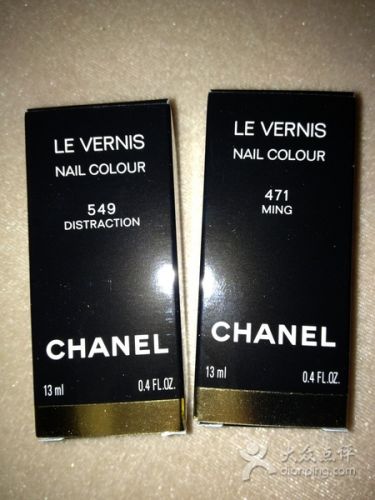 LE VERNIS
NAIL COLOUR
549
DISTRACTION
CHANEL
13 ml 0.4 FL.OZ.
LE VERNIS
NAIL COLOUR
471
MING
CHANEL
13 ml 0.4 FL.OZ.
大众点评
dianping.com